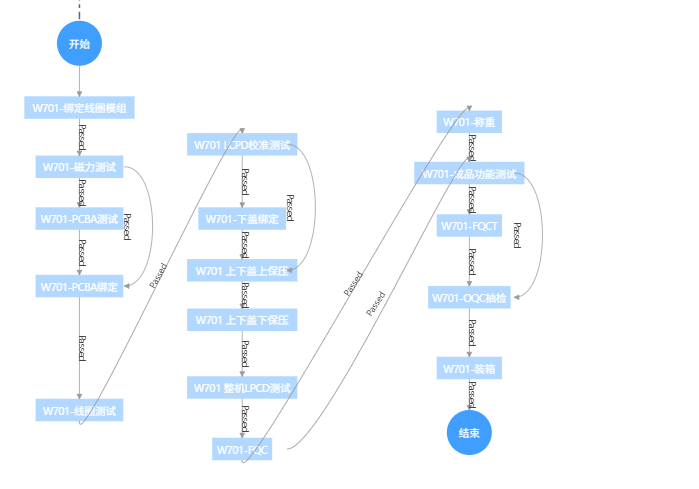 开始
W701-绑定线圈模组
Passed
W701-磁力测试
Passed
Passed
W701-PCBA测试
Passed
W701-PCBA绑定
Passed
W701-线圈测试
Passed
W701 LCPD校准测试
Passed
Passed
W701-下盖绑定
Passed
W701 上下盖上保压
Passed
W701 上下盖下保压
Passed
W701 整机LPCD测试
Passed
W701-FQC
Passed
Passed
W701-称重
Passed
W701-成品功能测试
Passed
Passed
W701-FQCT
Passed
W701-OQC抽检
Passed
W701-装箱
Passed
结束